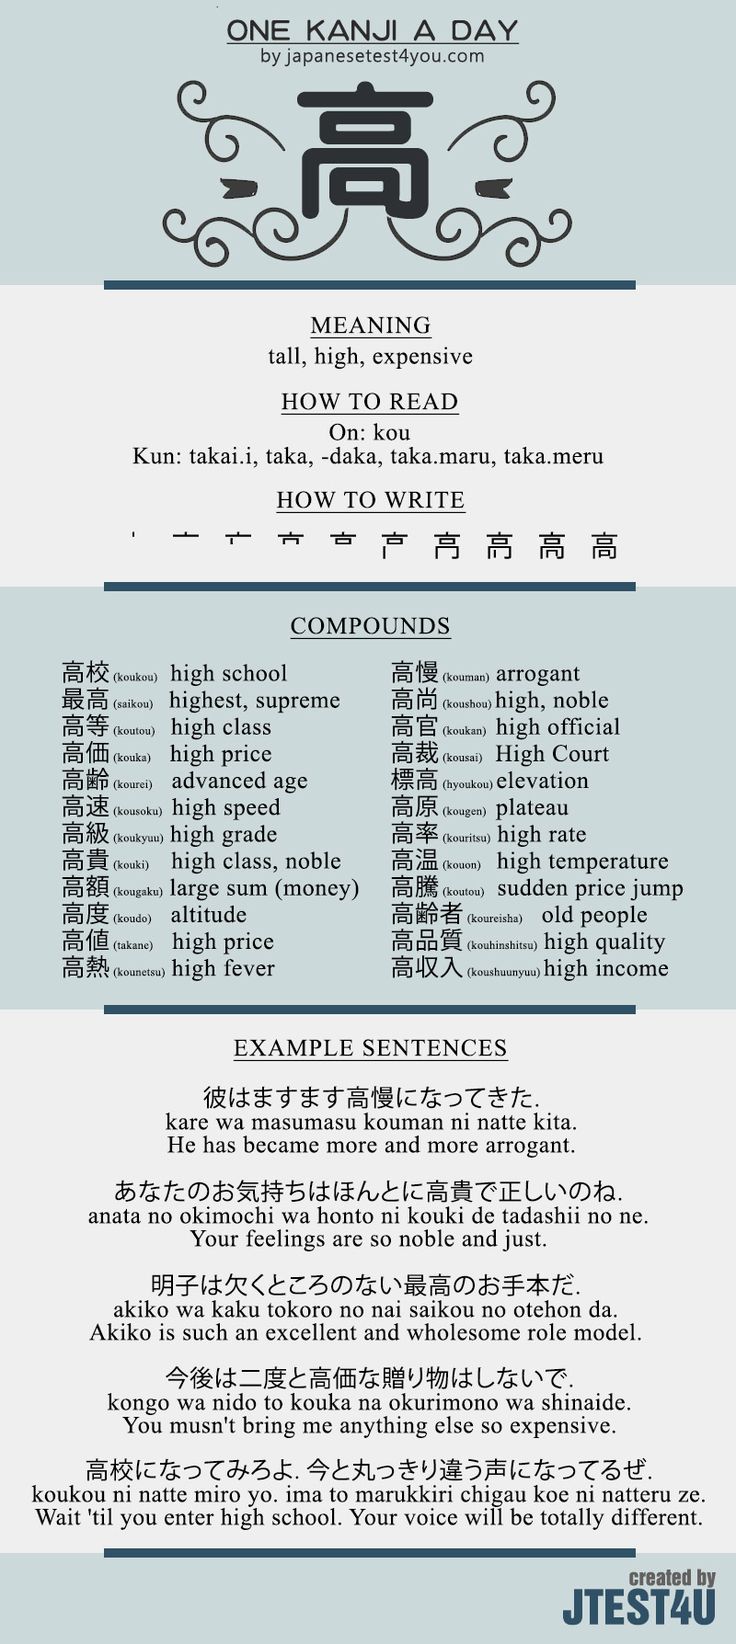 ONE KANJI A DAY
by japanesetest4you.com
高
MEANING
tall, high, expensive
HOW TO READ
On: kou
Kun: takai.i, taka, -daka, taka.maru, taka.meru
HOW TO WRITE
高
COMPOUNDS
高校 (koukou) high school
最高 (saikou) highest, supreme
高等 (koutou) high class
高価 (kouka) high price
高齢 (kourei) advanced age
高速 (kousoku) high speed
高級 (koukyuu) high grade
高貴 (kouki) high class, noble
高額 (kougaku) large sum (money)
高度 (koudo) altitude
高値 (takane) high price
高熱 (kounetsu) high fever
高慢 (kouman) arrogant
高尚 (koushou) high, noble
高官 (koukan) high official
高裁 (kousai) High Court
標高 (hyoukou) elevation
高原 (kougen) plateau
高率 (kouritsu) high rate
高温 (kouon) high temperature
高騰 (koutou) sudden price jump
高齢者 (koureisha) old people
高品質 (kouhinshitsu) high quality
高収入 (koushuunyuu) high income
EXAMPLE SENTENCES
彼はますます高慢になってきた.
kare wa masumasu kouman ni natte kita.
He has became more and more arrogant.
あなたのお気持ちはほんとに高貴で正しいのね.
anata no okimochi wa honto ni kouki de tadashii no ne.
Your feelings are so noble and just.
明子は欠くところのない最高のお手本だ.
akiko wa kaku tokoro no nai saikou no otehon da.
Akiko is such an excellent and wholesome role model.
今後は二度と高価な贈り物はしないで.
kongo wa nido to kouka na okurimono wa shinaide.
You musn't bring me anything else so expensive.
高校になってみろよ. 今と丸っきり違う声になってるぜ.
koukou ni natte miro yo. ima to marukkiri chigau koe ni natteru ze.
Wait 'til you enter high school. Your voice will be totally different.
created by
JTEST4U